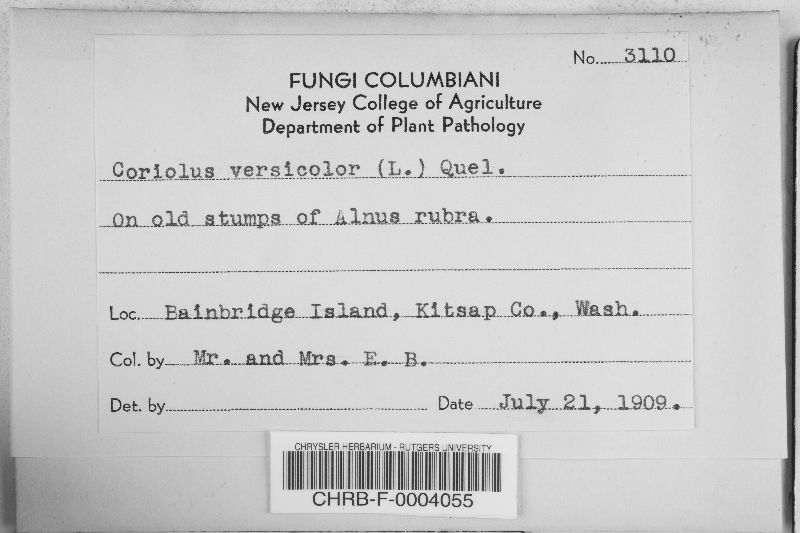 No. 3110
FUNGI COLUMBIANI
New Jersey College of Agriculture
Department of Plant Pathology
Coriolus versicolor (L.) Quel.
On old stumps of Alnus rubra.
Loc. Bainbridge Island, Kitsap Co., Wash.
Col. by Mr. and Mrs. E. B.
Det. by Date July 21, 1909.
CHRYSLER HERBARIUM - RUTGERS UNIVERSITY
CHRB-F-0004055